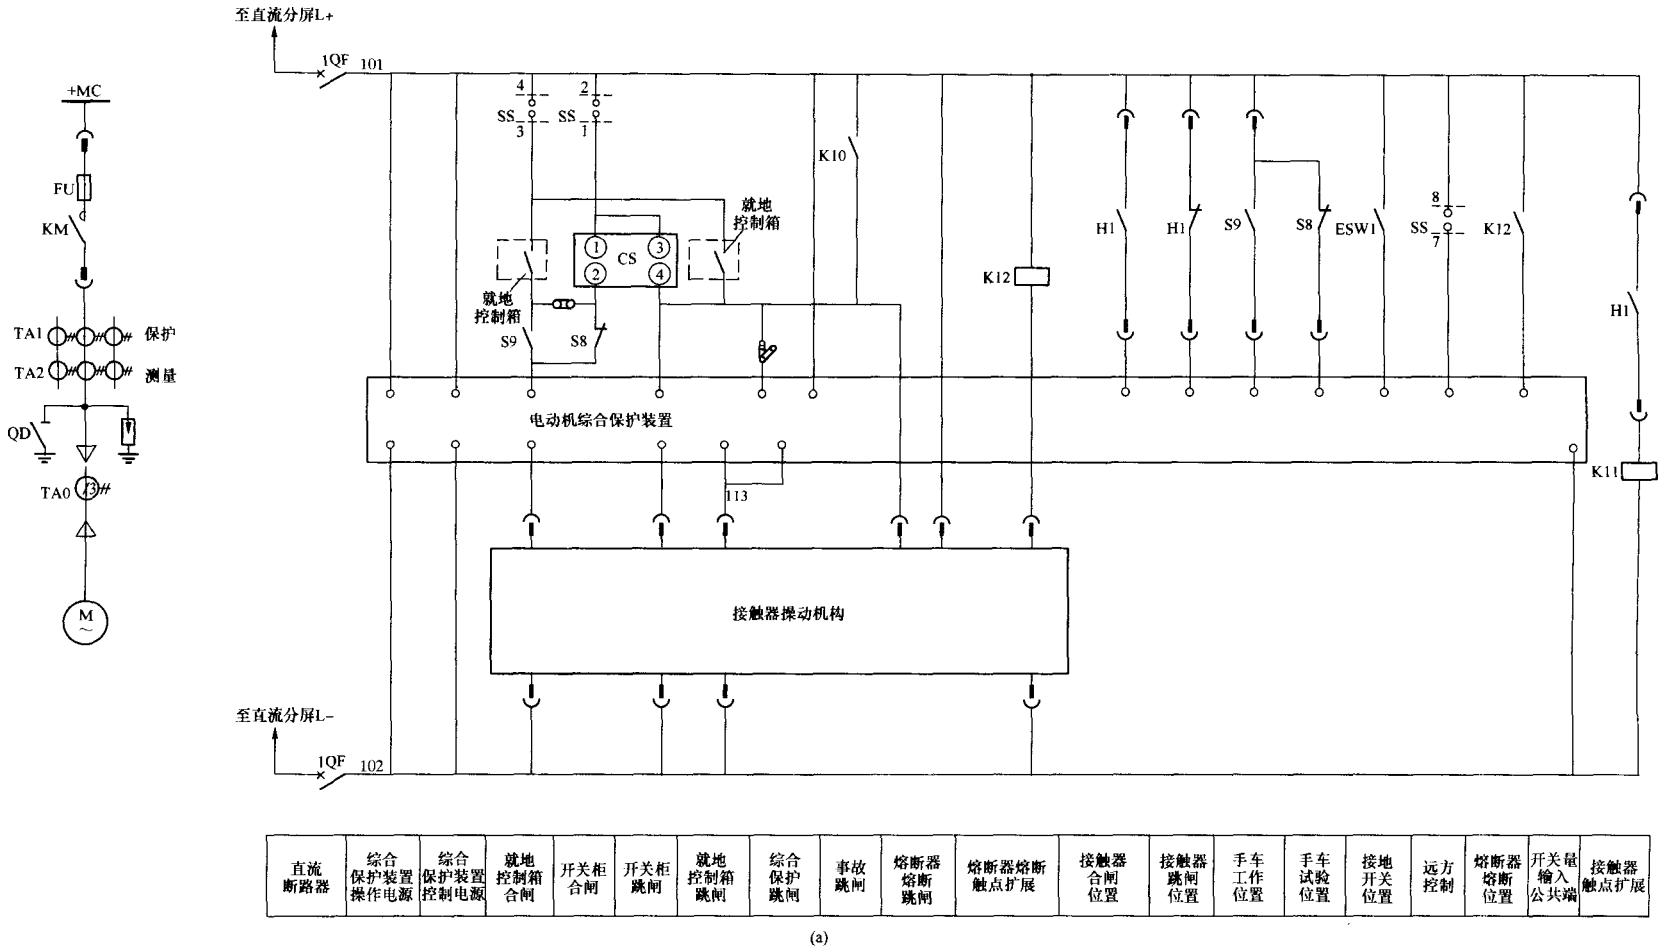 至直流分屏L+
1QF
101
+MC
FU
KM
TA1
保护
TA2
测量
QD
TA0
/3
M
~
4
SS
3
2
SS
1
K10
就地
控制箱
1
3
CS
2
4
就地
控制箱
S9
S8
K12
H1
H1
S9
S8
ESW1
8
SS
7
K12
H1
K11
电动机综合保护装置
113
接触器操动机构
至直流分屏L−
1QF
102
直流
断路器
综合
保护装置
操作电源
综合
保护装置
控制电源
就地
控制箱
合闸
开关柜
合闸
开关柜
跳闸
就地
控制箱
跳闸
综合
保护
跳闸
事故
跳闸
熔断器
熔断
跳闸
熔断器熔断
触点扩展
接触器
合闸
位置
接触器
跳闸
位置
手车
工作
位置
手车
试验
位置
接地
开关
位置
远方
控制
熔断器
熔断
位置
开关量
输入
公共端
接触器
触点扩展
(a)